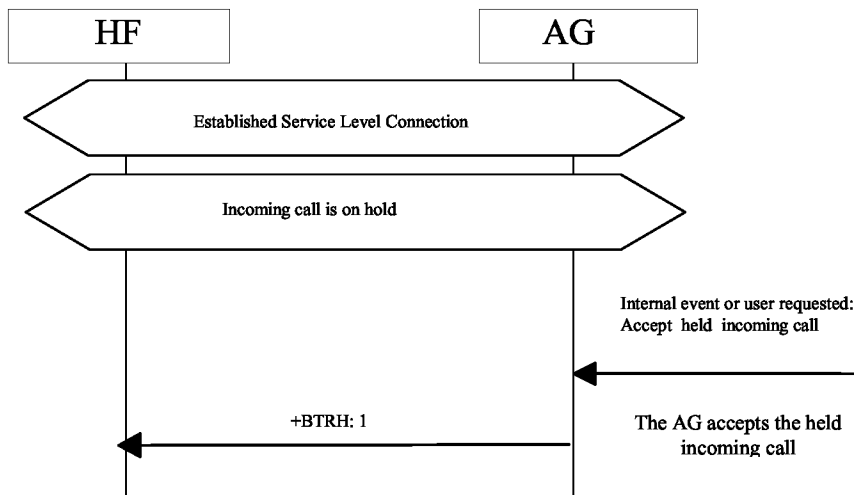 HF
AG
Established Service Level Connection
Incoming call is on hold
Internal event or user requested:
Accept held incoming call
+BTRH: 1
The AG accepts the held
incoming call